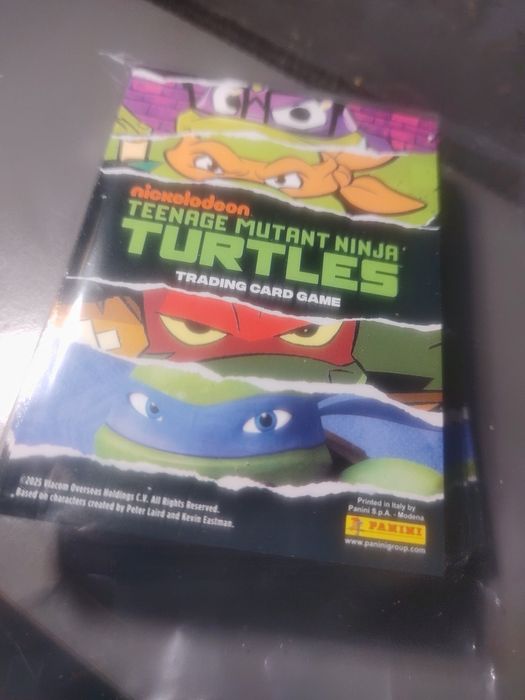 nickelodeon
TEENAGE MUTANT NINJA
TURTLES
TRADING CARD GAME
©2025 Viacom Overseas Holdings C.V. All Rights Reserved.
Based on characters created by Peter Laird and Kevin Eastman.
Printed in Italy by
Panini S.p.A. - Modena
PANINI
www.paninigroup.com